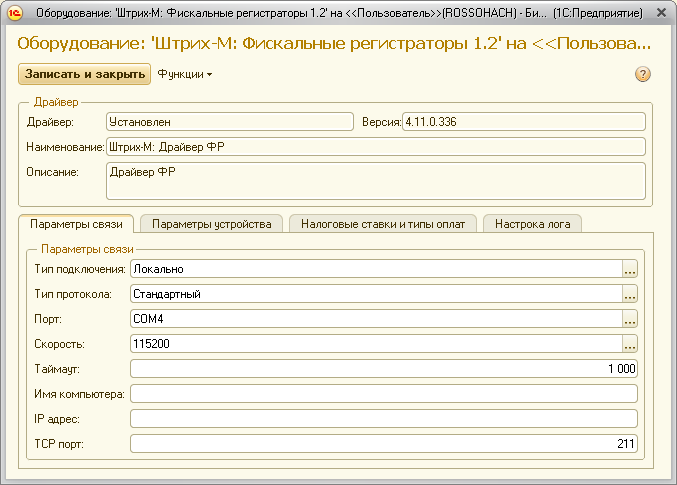 Оборудование: 'Штрих-М: Фискальные регистраторы 1.2' на <<Пользователь>>(ROSSOHACH) - Би... (1С:Предприятие)
Оборудование: 'Штрих-М: Фискальные регистраторы 1.2' на <<Пользова...
Записать и закрыть Функции
Драйвер
Драйвер: Установлен Версия: 4.11.0.336
Наименование: Штрих-М: Драйвер ФР
Описание: Драйвер ФР
Параметры связи Параметры устройства Налоговые ставки и типы оплат Настрока лога
Параметры связи
Тип подключения: Локально ...
Тип протокола: Стандартный ...
Порт: COM4 ...
Скорость: 115200 ...
Таймаут: 1 000
Имя компьютера:
IP адрес:
TCP порт: 211